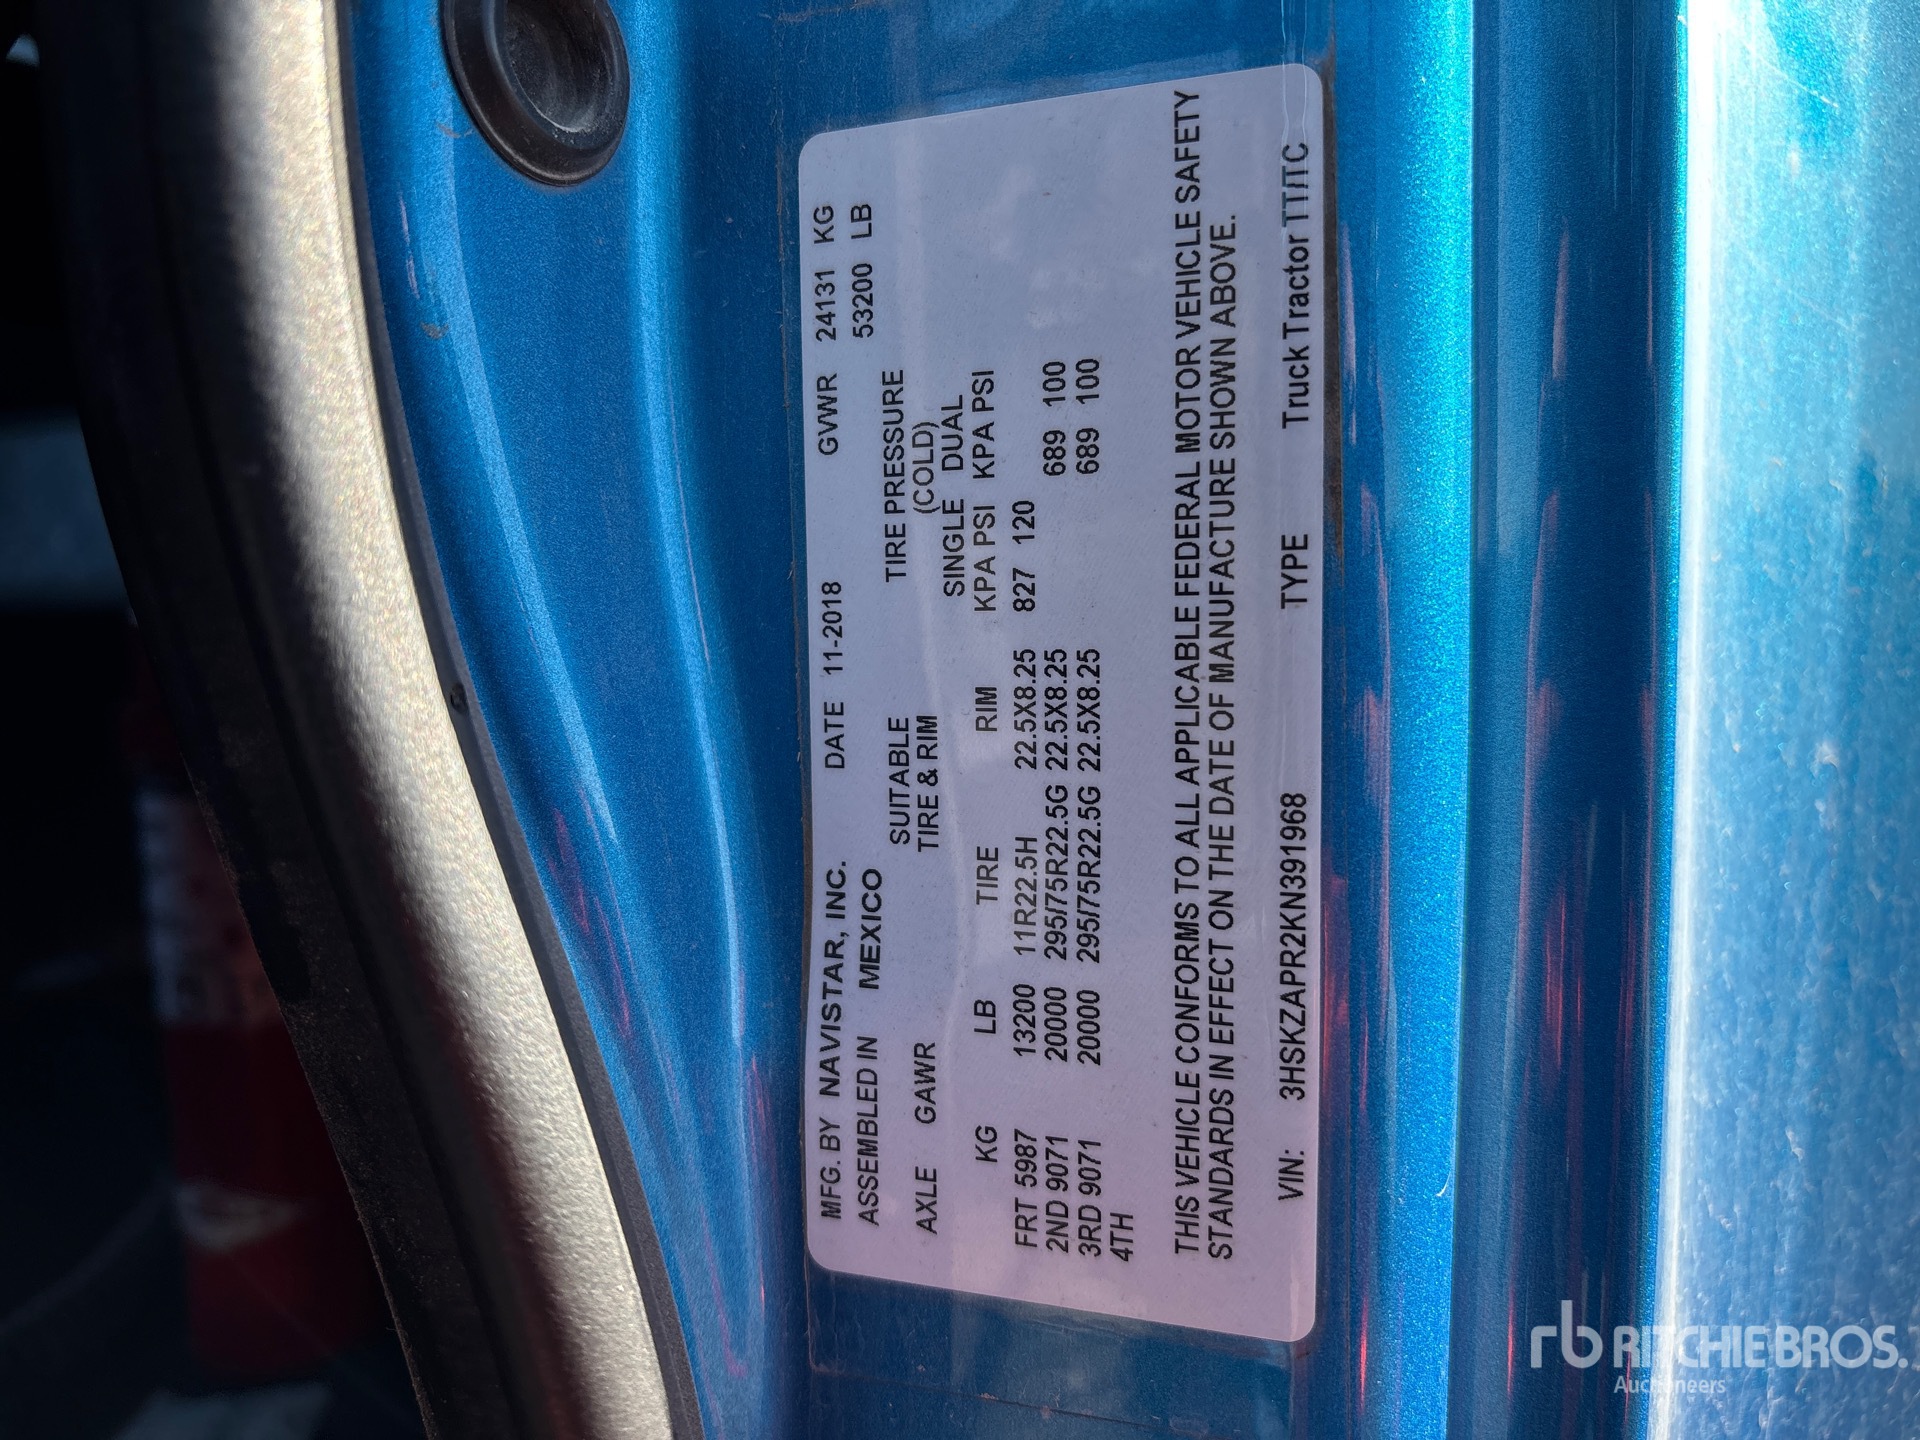 MFG. BY NAVISTAR, INC. DATE 11-2018 GVWR 24131 KG
ASSEMBLED IN MEXICO 53200 LB
SUITABLE TIRE PRESSURE
AXLE GAWR TIRE & RIM (COLD)
SINGLE DUAL
KG LB TIRE RIM KPA PSI KPA PSI
FRT 5987 13200 11R22.5H 22.5X8.25 827 120
2ND 9071 20000 295/75R22.5G 22.5X8.25 689 100
3RD 9071 20000 295/75R22.5G 22.5X8.25 689 100
4TH
THIS VEHICLE CONFORMS TO ALL APPLICABLE FEDERAL MOTOR VEHICLE SAFETY
STANDARDS IN EFFECT ON THE DATE OF MANUFACTURE SHOWN ABOVE.
VIN: 3HSKZAPR2KN391968 TYPE Truck Tractor TT/TC
rb RITCHIE BROS.
Auctioneers